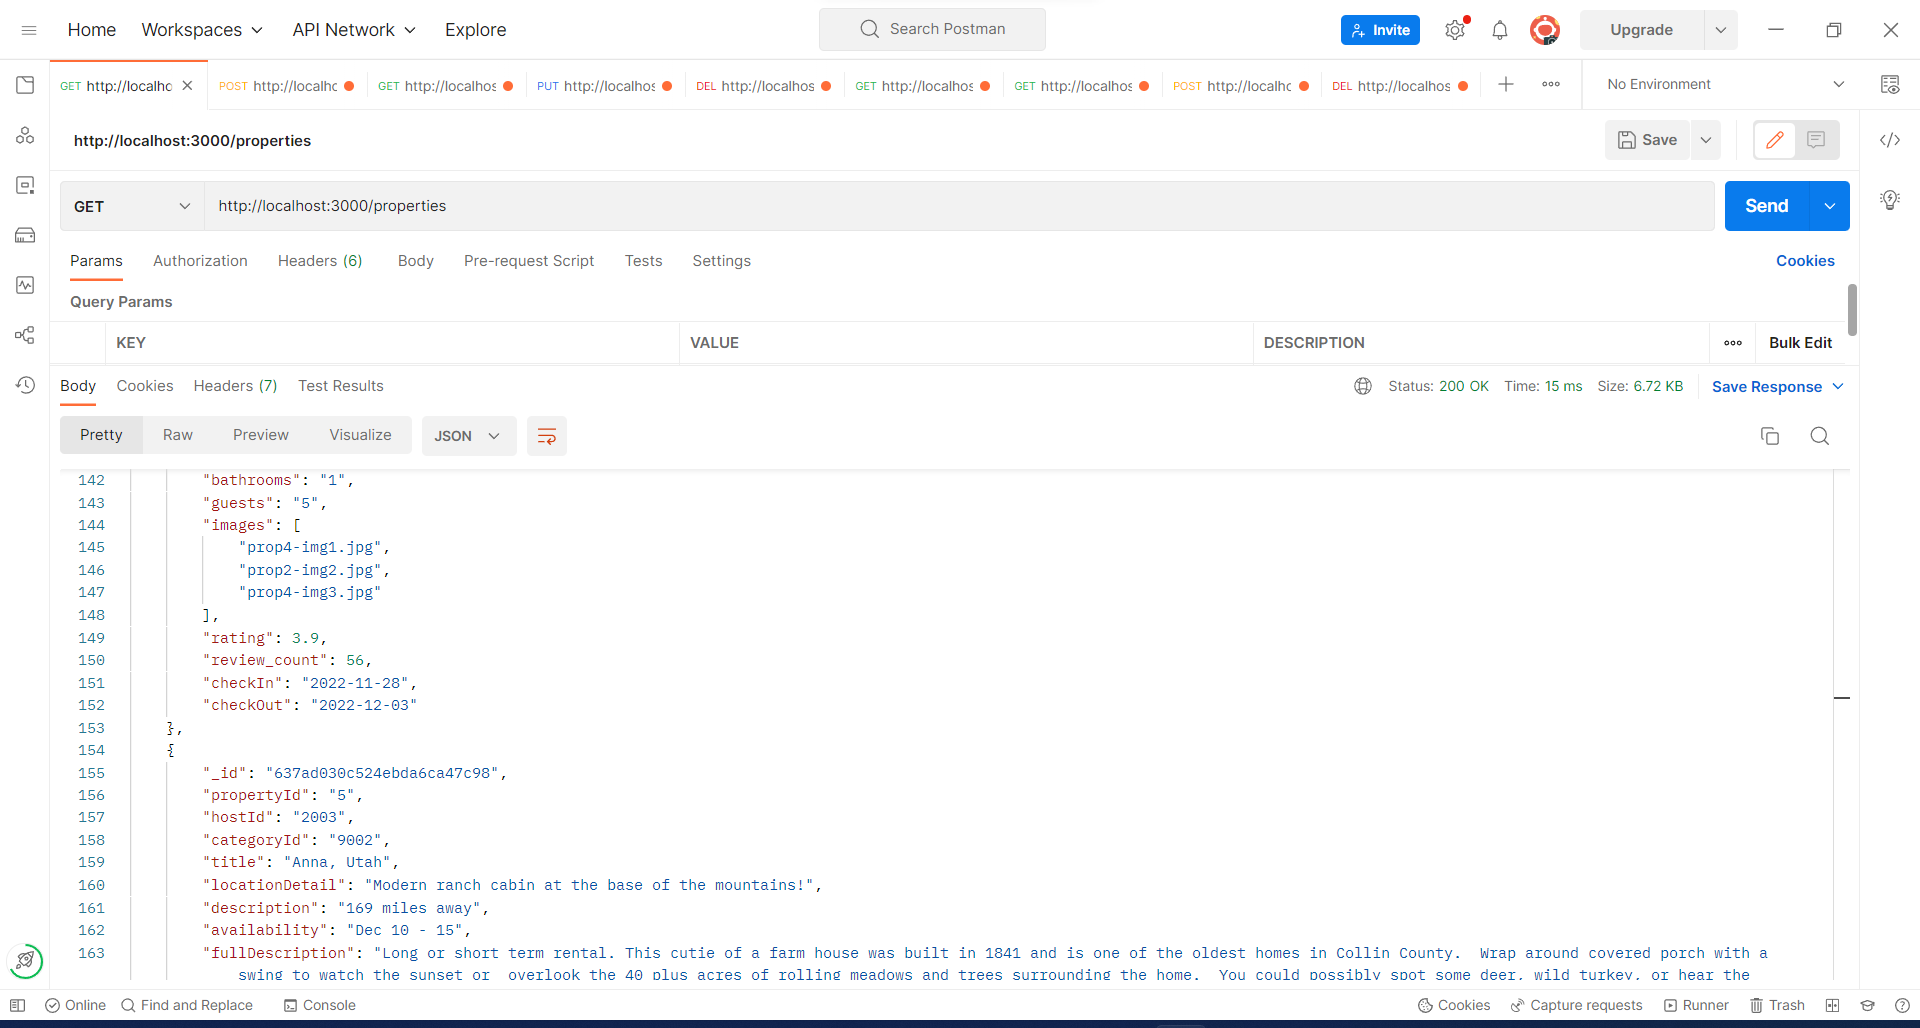 Home Workspaces API Network Explore Search Postman Invite Upgrade
GET http://localhc POST http://localhc GET http://localhos PUT http://localhos DEL http://localhos GET http://localhos GET http://localhos POST http://localhc DEL http://localhos No Environment
http://localhost:3000/properties Save
GET http://localhost:3000/properties Send
Params Authorization Headers (6) Body Pre-request Script Tests Settings Cookies
Query Params
KEY VALUE DESCRIPTION Bulk Edit
Body Cookies Headers (7) Test Results Status: 200 OK Time: 15 ms Size: 6.72 KB Save Response
Pretty Raw Preview Visualize JSON
142 "bathrooms": "1",
143 "guests": "5",
144 "images": [
145 "prop4-img1.jpg",
146 "prop2-img2.jpg",
147 "prop4-img3.jpg"
148 ],
149 "rating": 3.9,
150 "review_count": 56,
151 "checkIn": "2022-11-28",
152 "checkOut": "2022-12-03"
153 },
154 {
155 "_id": "637ad030c524ebda6ca47c98",
156 "propertyId": "5",
157 "hostId": "2003",
158 "categoryId": "9002",
159 "title": "Anna, Utah",
160 "locationDetail": "Modern ranch cabin at the base of the mountains!",
161 "description": "169 miles away",
162 "availability": "Dec 10 - 15",
163 "fullDescription": "Long or short term rental. This cutie of a farm house was built in 1841 and is one of the oldest homes in Collin County.  Wrap around covered porch with a
swing to watch the sunset or  overlook the 40 plus acres of rolling meadows and trees surrounding the home.  You could possibly spot some deer, wild turkey, or hear the
Online Find and Replace Console Cookies Capture requests Runner Trash